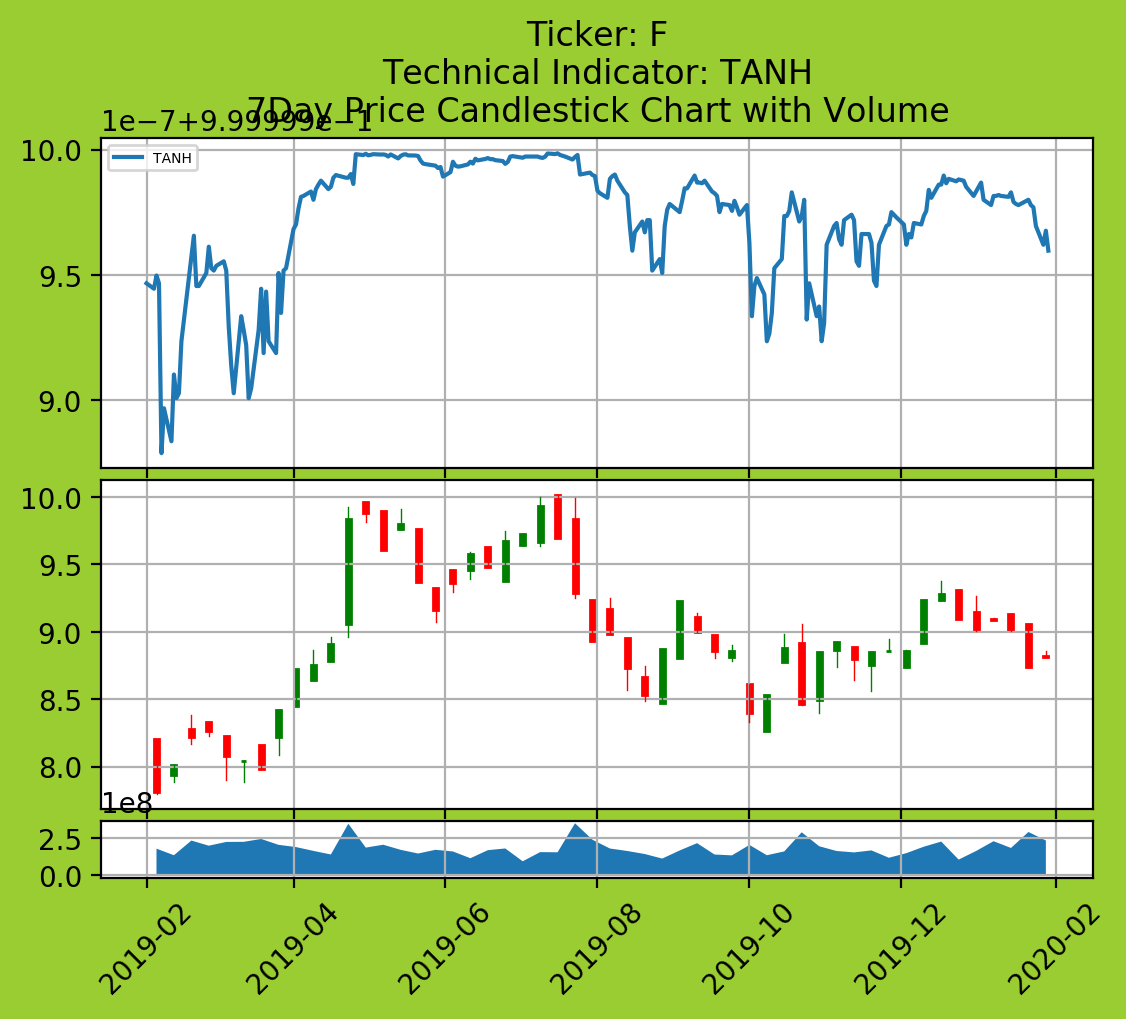 Ticker: F
Technical Indicator: TANH
7Day Price Candlestick Chart with Volume
1e−7+9.99999e−1
TANH
10.0
9.5
9.0
10.0
9.5
9.0
8.5
8.0
1e8
2.5
0.0
2019-02 2019-04 2019-06 2019-08 2019-10 2019-12 2020-02